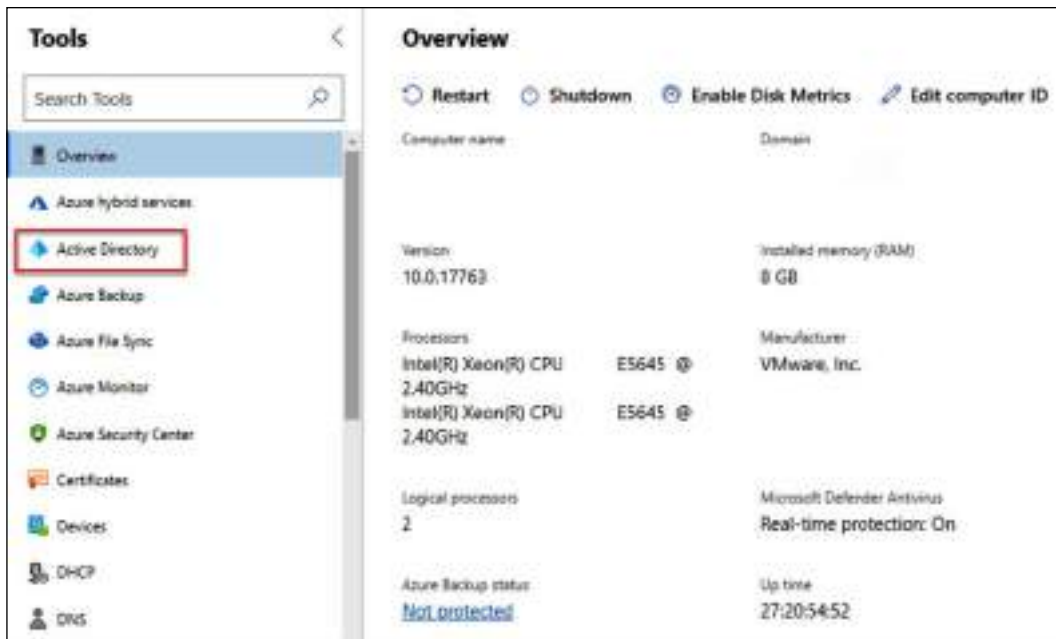 Tools
Search Tools
Overview
Azure hybrid services
Active Directory
Azure Backup
Azure File Sync
Azure Monitor
Azure Security Center
Certificates
Devices
DHCP
DNS
Overview
Restart Shutdown Enable Disk Metrics Edit computer ID
Computer name Domain
Version Installed memory (RAM)
10.0.17763 8 GB
Processors Manufacturer
Intel(R) Xeon(R) CPU E5645 @ VMware, Inc.
2.40GHz
Intel(R) Xeon(R) CPU E5645 @
2.40GHz
Logical processors Microsoft Defender Antivirus
2 Real-time protection: On
Azure Backup status Up time
Not protected 27:20:54:52